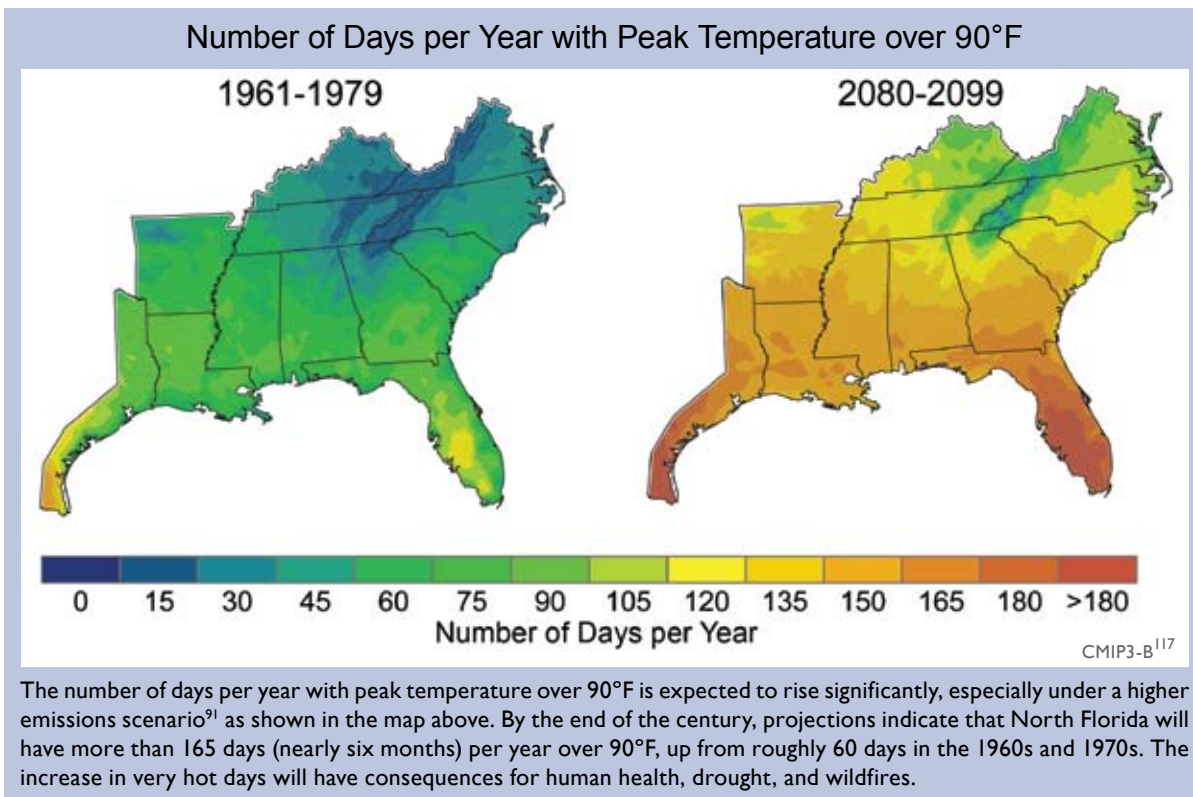 Number of Days per Year with Peak Temperature over 90°F
1961-1979
2080-2099
0 15 30 45 60 75 90 105 120 135 150 165 180 >180
Number of Days per Year
CMIP3-B117
The number of days per year with peak temperature over 90°F is expected to rise significantly, especially under a higher
emissions scenario91 as shown in the map above. By the end of the century, projections indicate that North Florida will
have more than 165 days (nearly six months) per year over 90°F, up from roughly 60 days in the 1960s and 1970s. The
increase in very hot days will have consequences for human health, drought, and wildfires.